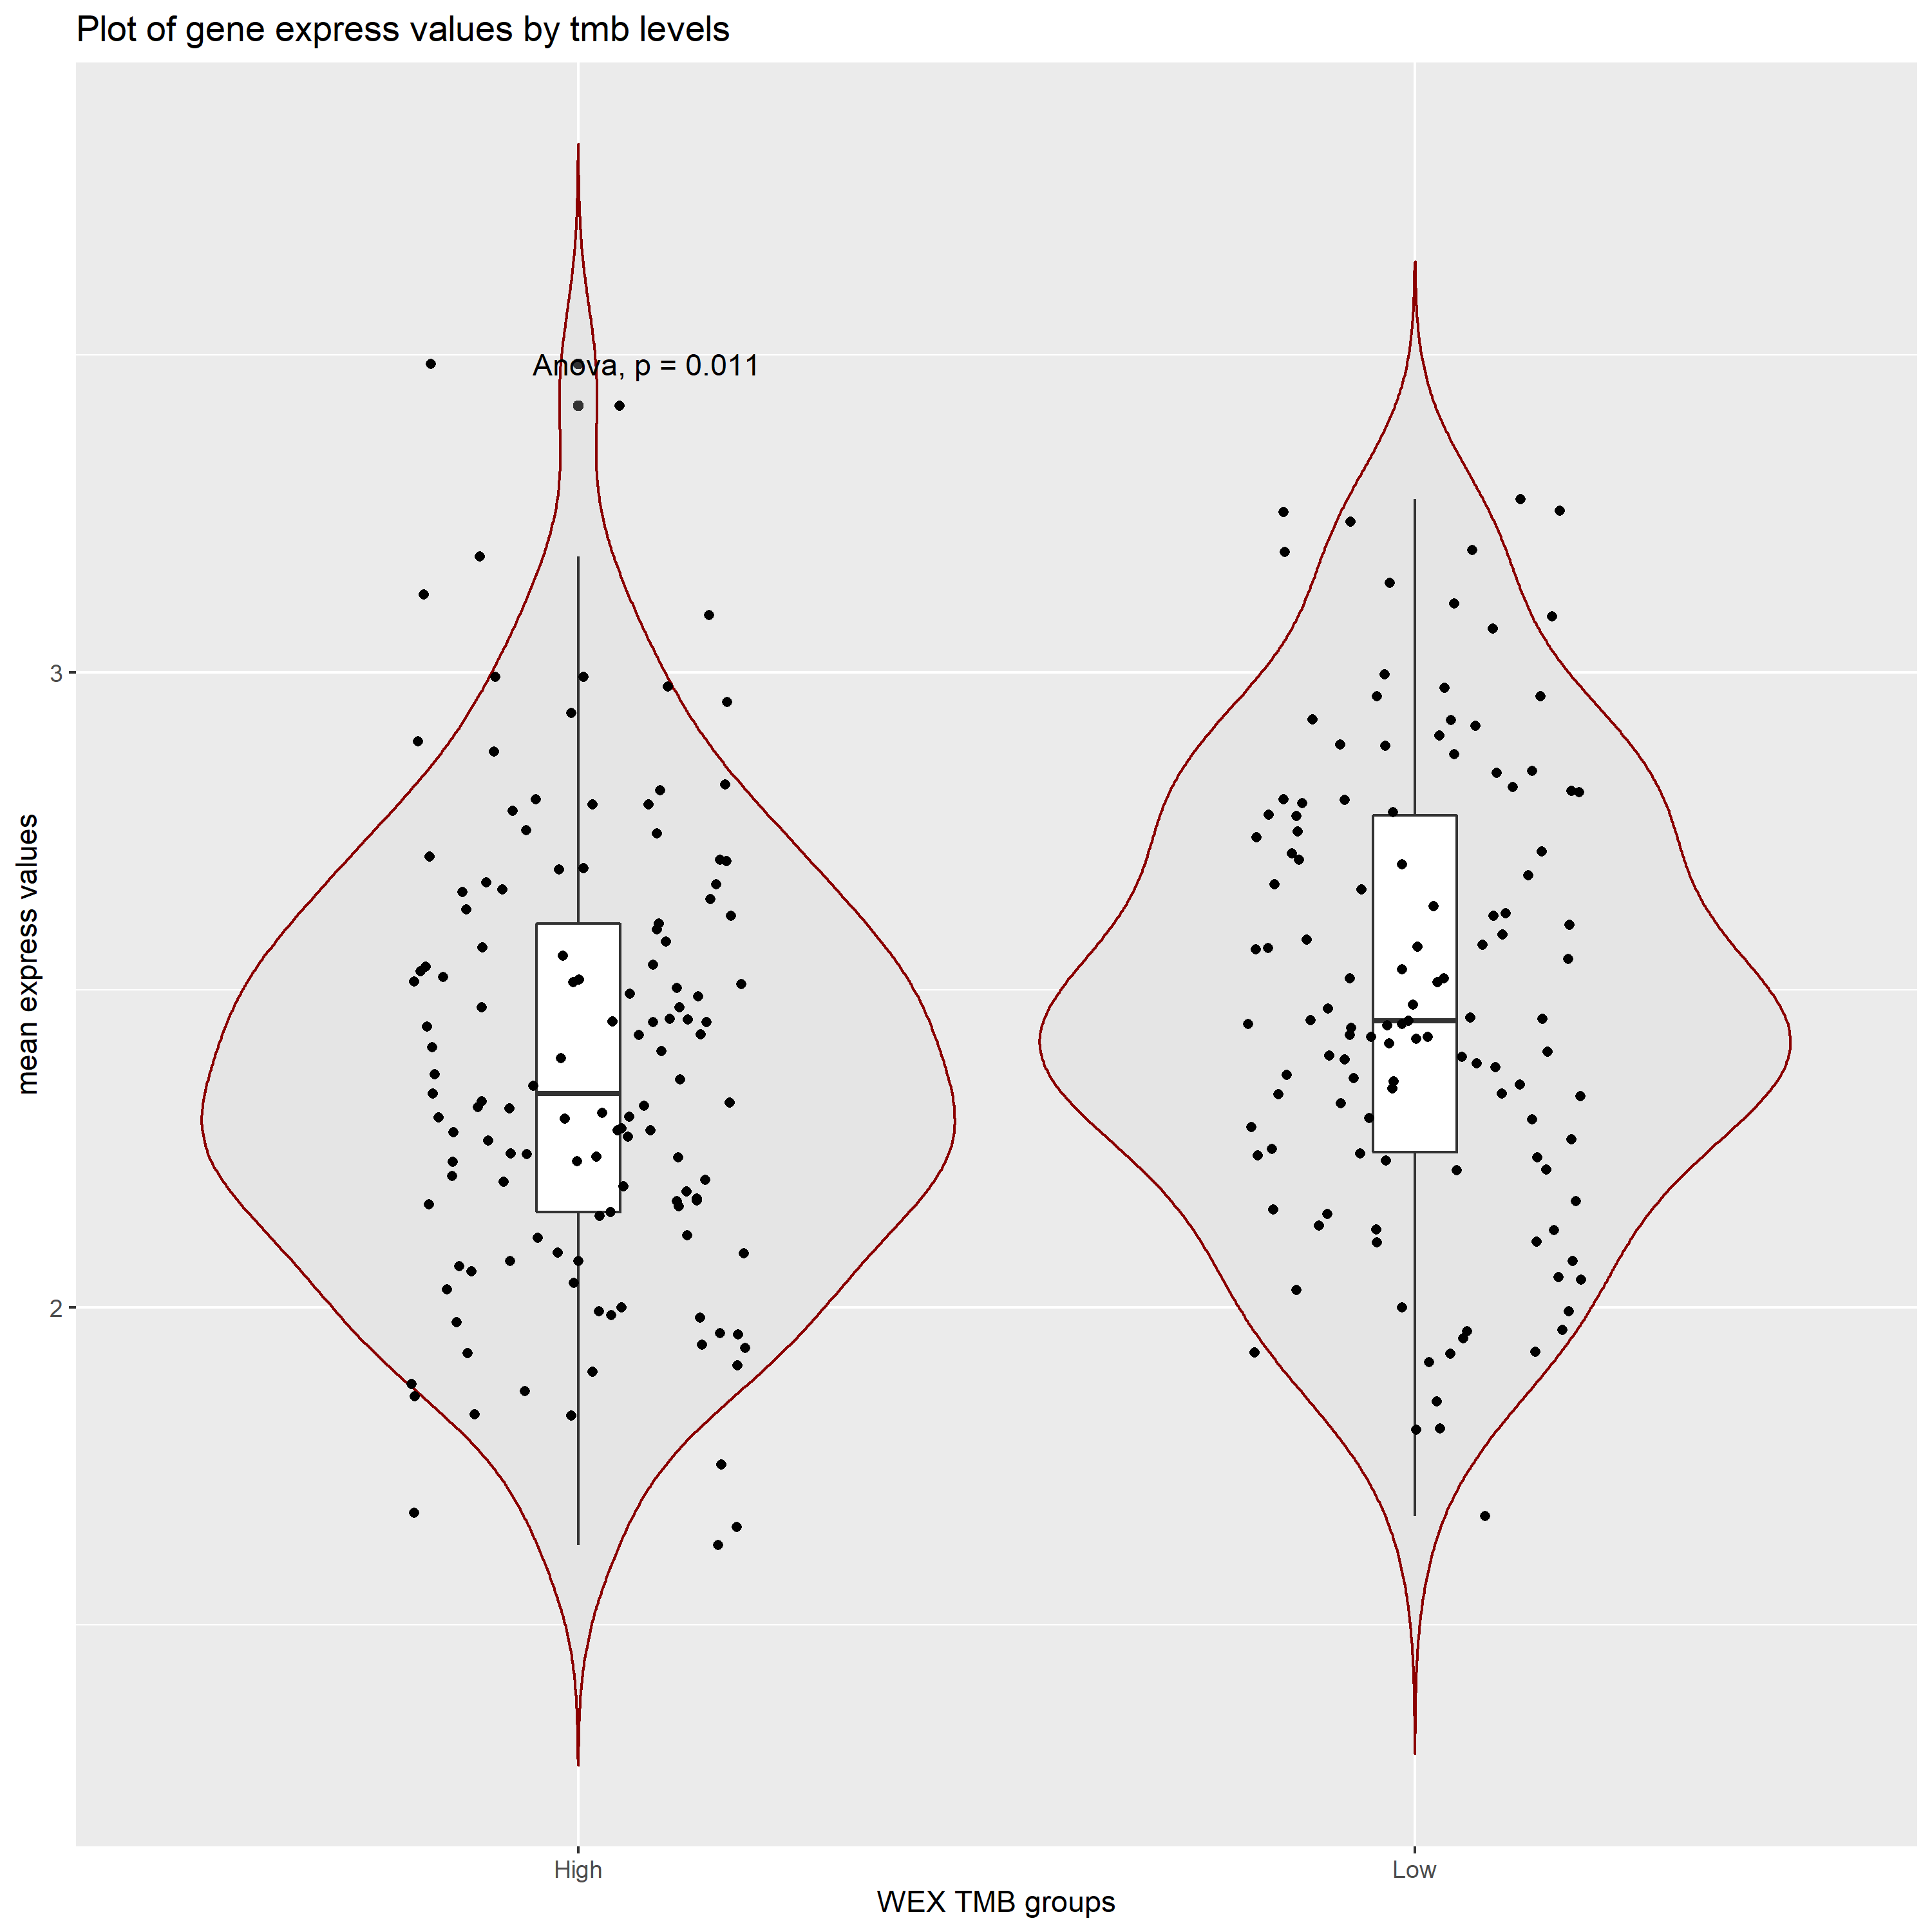 Plot of gene express values by tmb levels
Anova, p = 0.011
3
2
mean express values
High
Low
WEX TMB groups